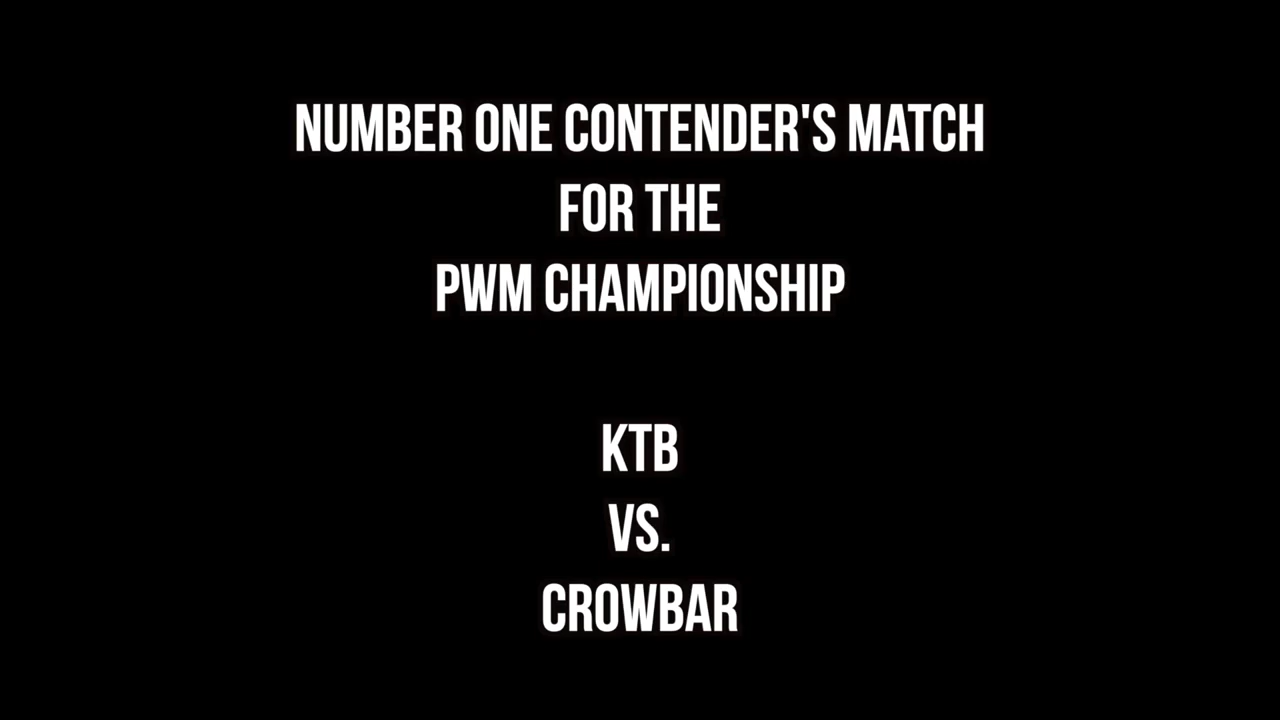 NUMBER ONE CONTENDER'S MATCH
FOR THE
PWM CHAMPIONSHIP
KTB
VS.
CROWBAR